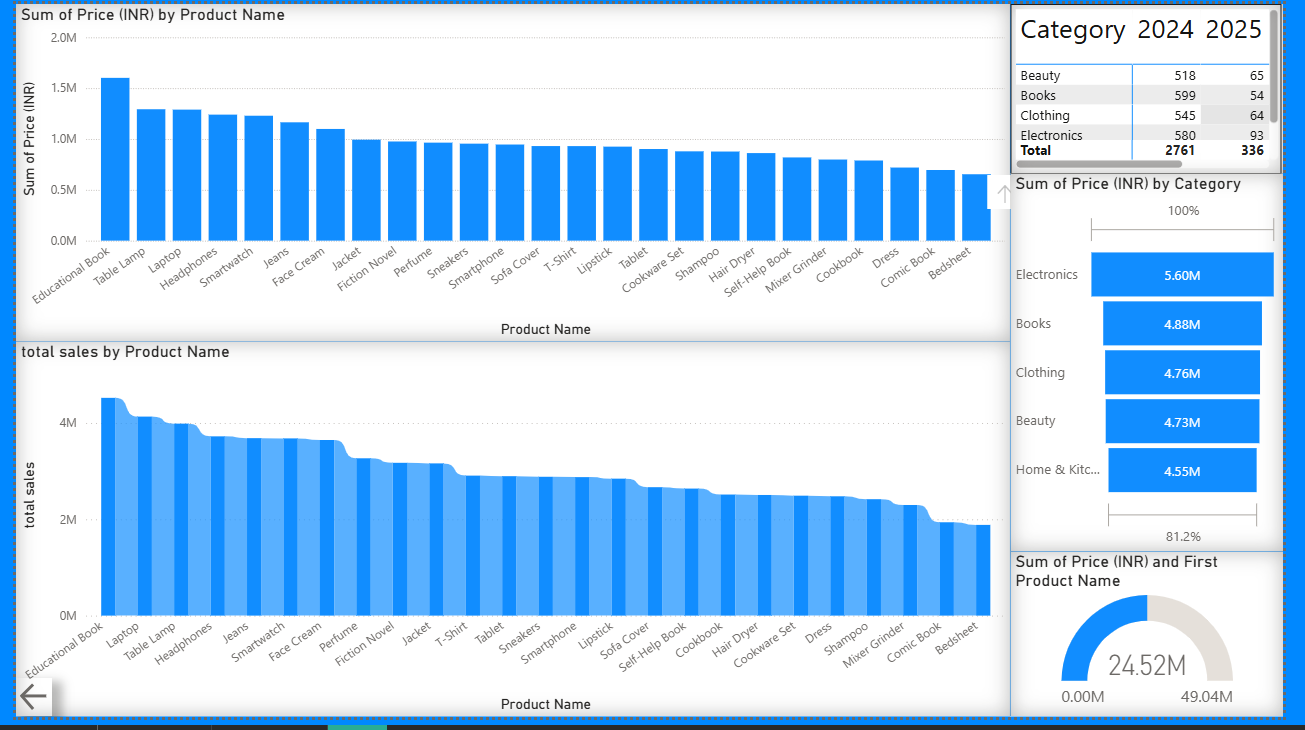 Sum of Price (INR) by Product Name
Sum of Price (INR)
2.0M
1.5M
1.0M
0.5M
0.0M
Educational Book
Table Lamp
Laptop
Headphones
Smartwatch
Jeans
Face Cream
Jacket
Fiction Novel
Perfume
Sneakers
Smartphone
Sofa Cover
T-Shirt
Lipstick
Tablet
Cookware Set
Shampoo
Hair Dryer
Self-Help Book
Mixer Grinder
Cookbook
Dress
Comic Book
Bedsheet
Product Name
total sales by Product Name
total sales
4M
2M
0M
Educational Book
Laptop
Table Lamp
Headphones
Jeans
Smartwatch
Face Cream
Perfume
Fiction Novel
Jacket
T-Shirt
Tablet
Sneakers
Smartphone
Lipstick
Sofa Cover
Self-Help Book
Cookbook
Hair Dryer
Cookware Set
Dress
Shampoo
Mixer Grinder
Comic Book
Bedsheet
Product Name
Category 2024 2025
Beauty 518 65
Books 599 54
Clothing 545 64
Electronics 580 93
Total 2761 336
Sum of Price (INR) by Category
100%
Electronics 5.60M
Books 4.88M
Clothing 4.76M
Beauty 4.73M
Home & Kitc... 4.55M
81.2%
Sum of Price (INR) and First
Product Name
24.52M
0.00M 49.04M